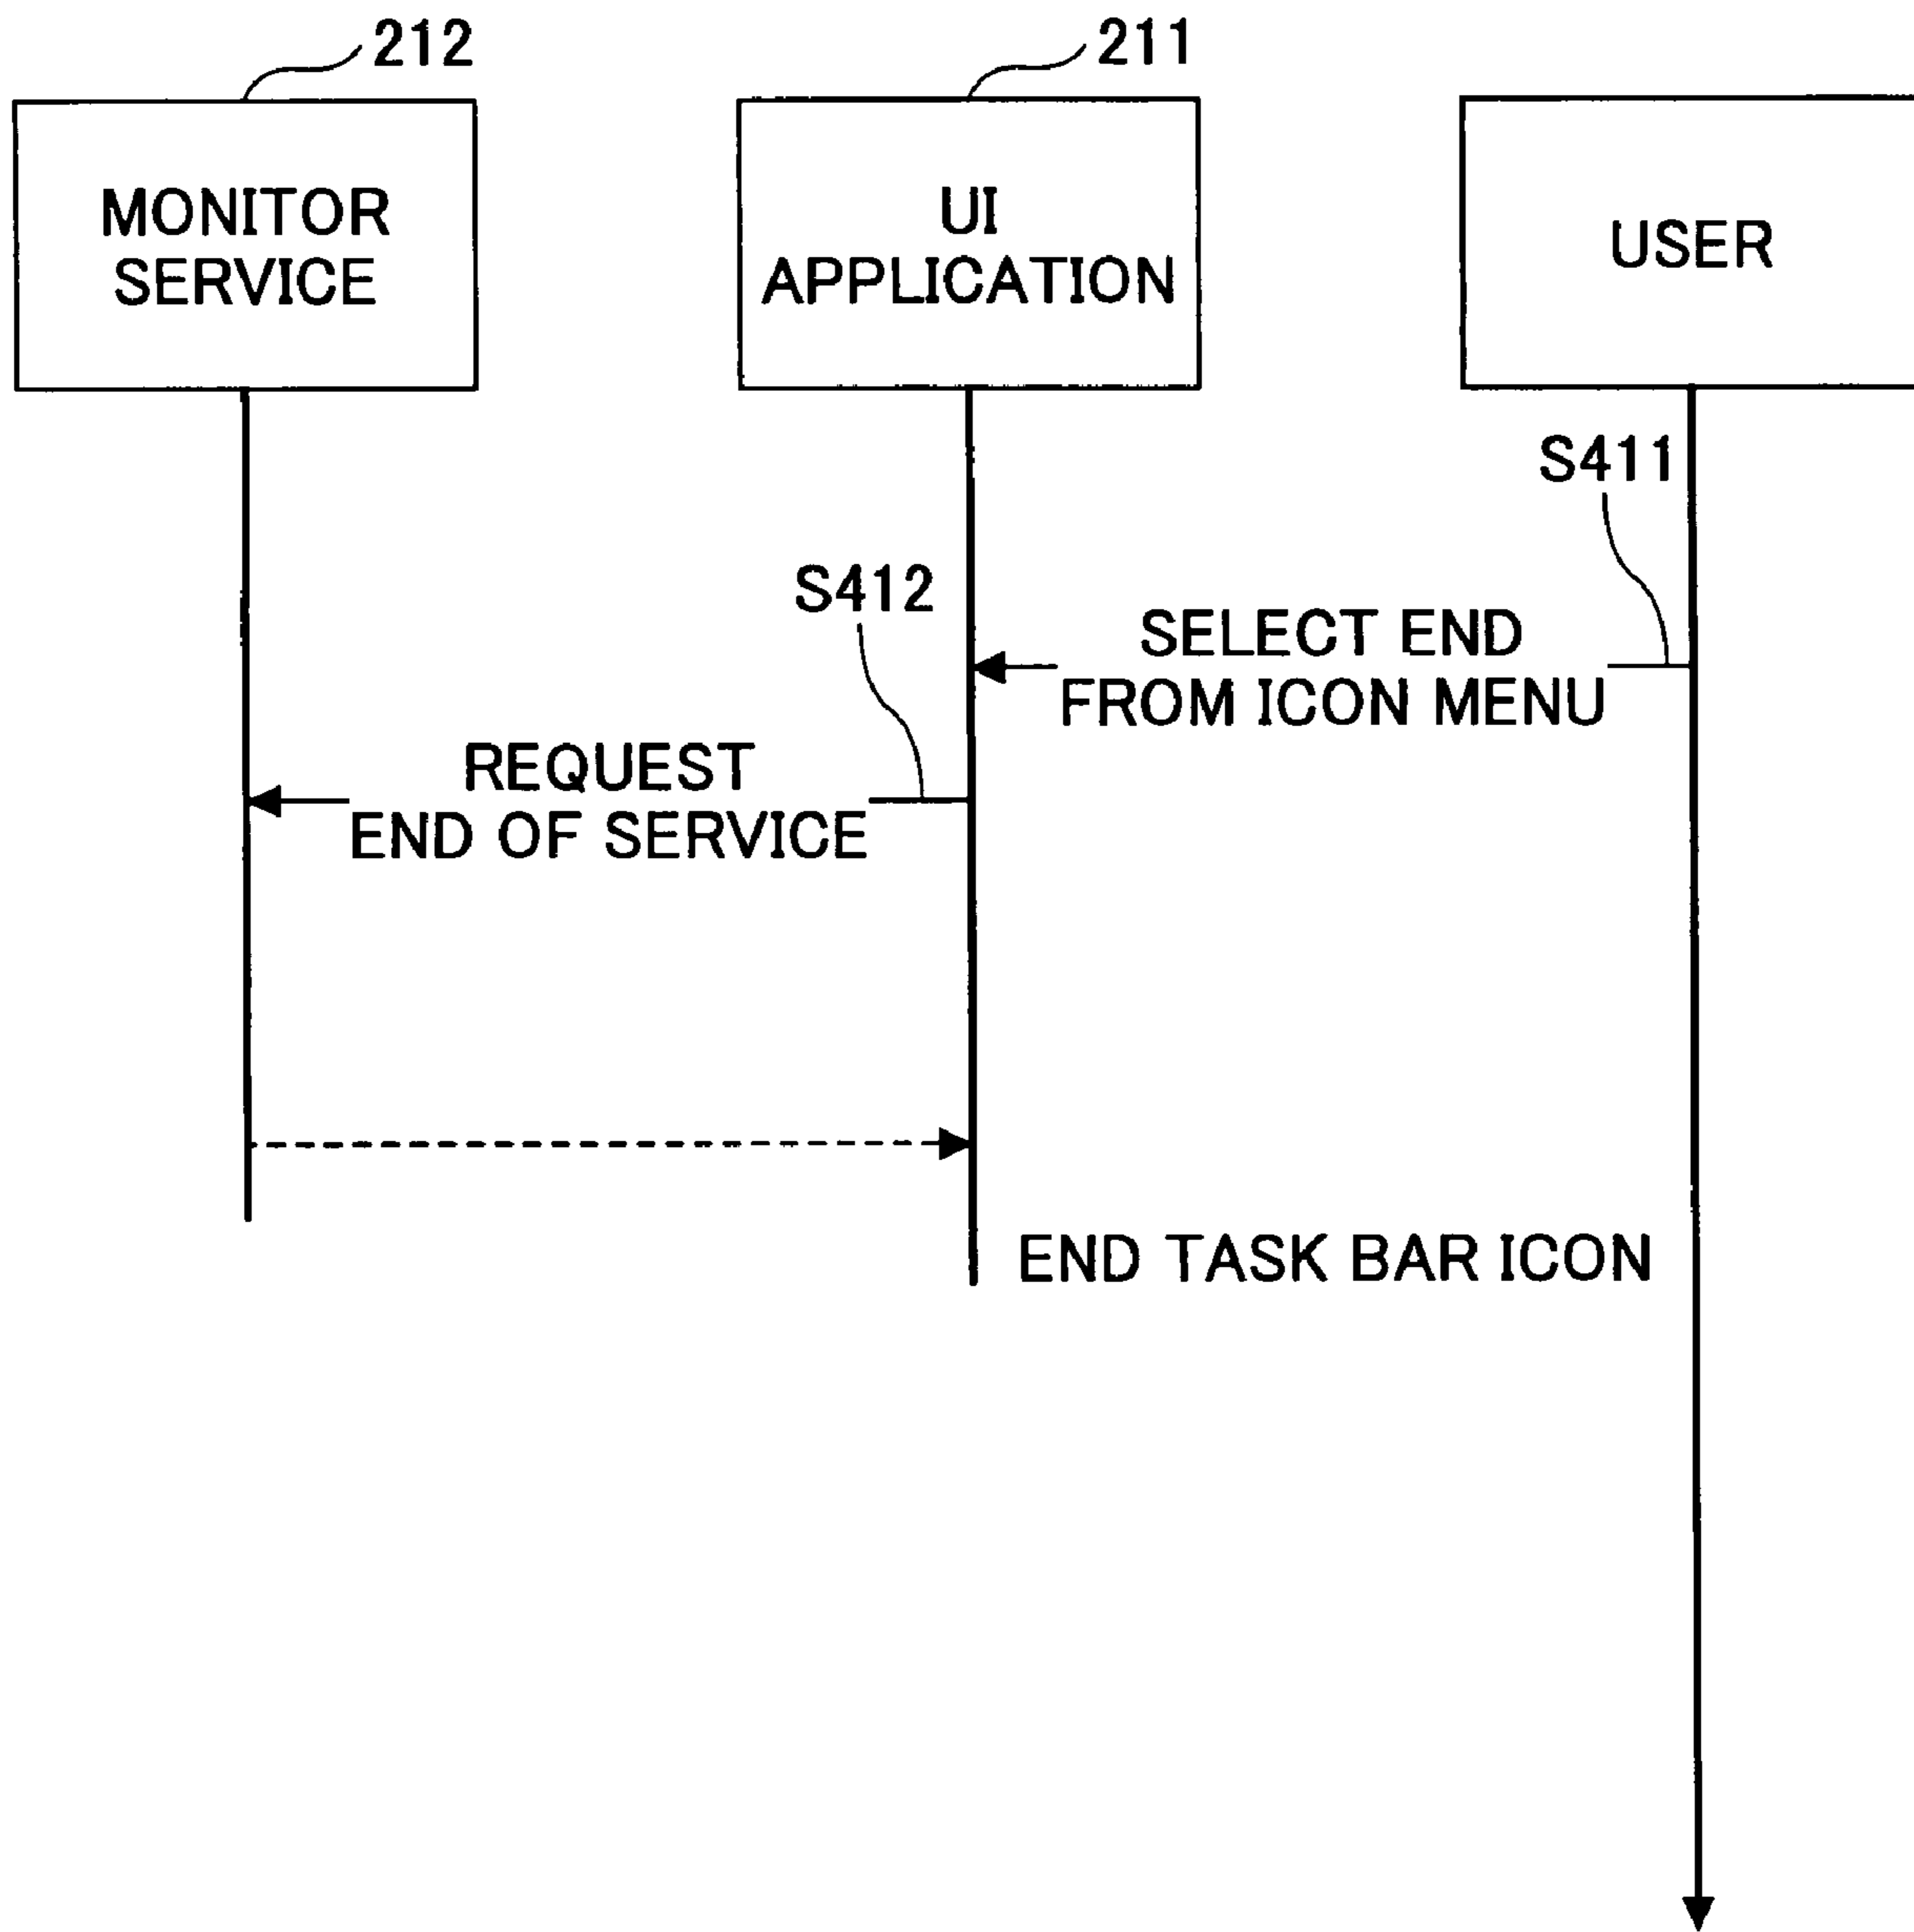 212
211
MONITOR
SERVICE
UI
APPLICATION
USER
S411
S412
SELECT END
FROM ICON MENU
REQUEST
END OF SERVICE
END TASK BAR ICON